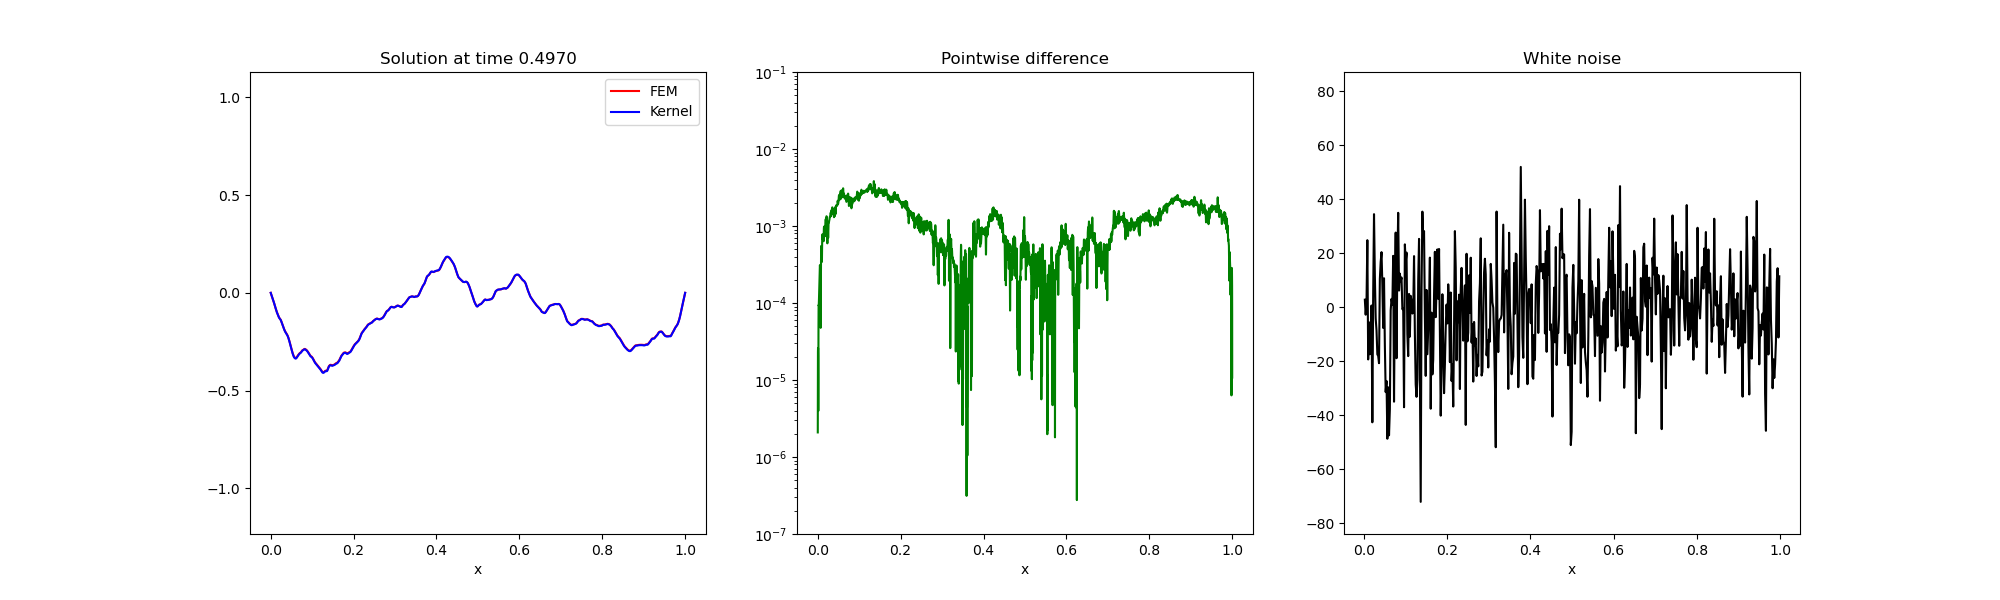 Solution at time 0.4970
1.0
0.5
0.0
−0.5
−1.0
0.0 0.2 0.4 0.6 0.8 1.0
x
FEM
Kernel
Pointwise difference
10⁻¹
10⁻²
10⁻³
10⁻⁴
10⁻⁵
10⁻⁶
10⁻⁷
0.0 0.2 0.4 0.6 0.8 1.0
x
White noise
80
60
40
20
0
−20
−40
−60
−80
0.0 0.2 0.4 0.6 0.8 1.0
x